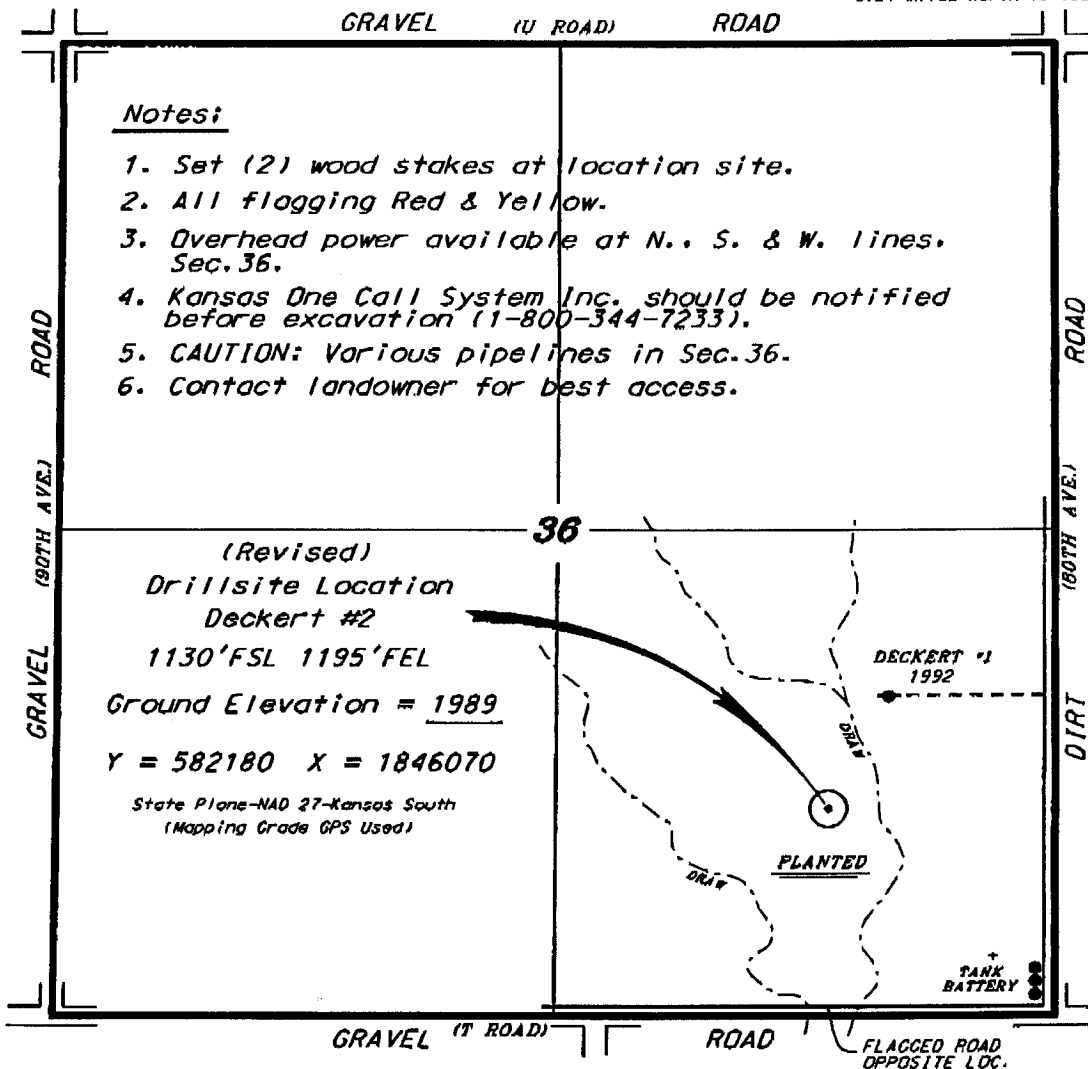 GRAVEL (U ROAD) ROAD
Notes:
1. Set (2) wood stakes at location site.
2. All flagging Red & Yellow.
3. Overhead power available at N., S. & W. lines.
Sec.36.
4. Kansas One Call System Inc. should be notified
before excavation (1-800-344-7233).
5. CAUTION: Various pipelines in Sec.36.
6. Contact landowner for best access.
GRAVEL (90TH AVE.) ROAD
DIRT (80TH AVE.) ROAD
36
(Revised)
Drillsite Location
Deckert #2
1130'FSL 1195'FEL
Ground Elevation = 1989
Y = 582180 X = 1846070
State Plane-NAD 27-Kansas South
(Mapping Grade GPS Used)
DECKERT #1
1992
DRAW
PLANTED
DRAW
TANK
BATTERY
GRAVEL (T ROAD) ROAD
FLAGGED ROAD
OPPOSITE LOC.